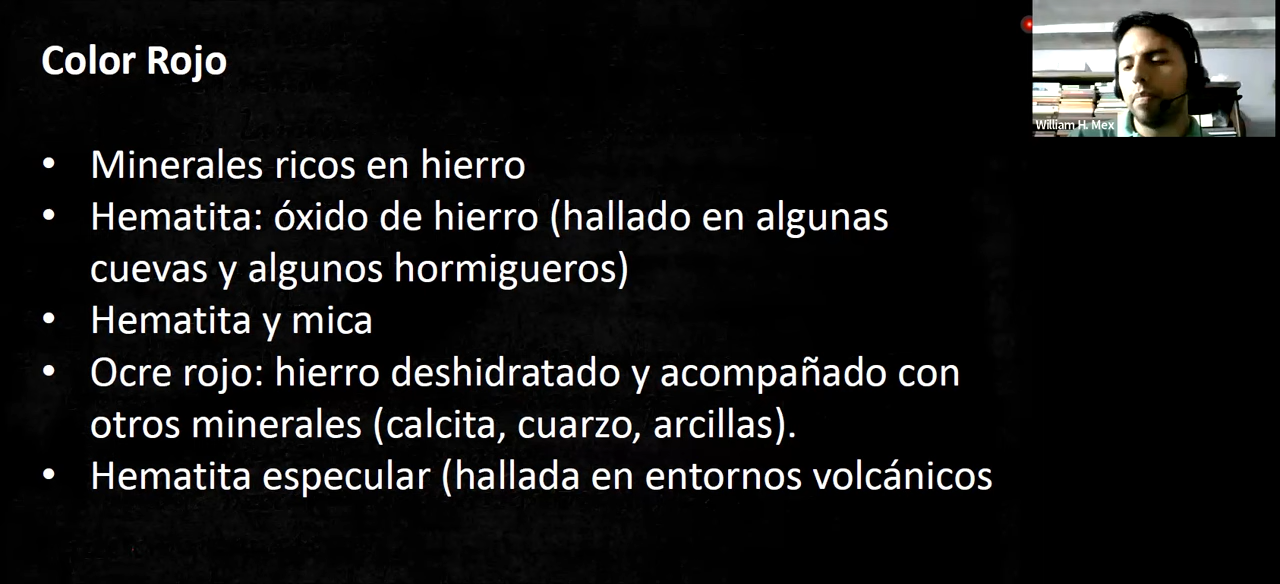 Color Rojo
William H. Mex
• Minerales ricos en hierro
• Hematita: óxido de hierro (hallado en algunas
cuevas y algunos hormigueros)
• Hematita y mica
• Ocre rojo: hierro deshidratado y acompañado con
otros minerales (calcita, cuarzo, arcillas).
• Hematita especular (hallada en entornos volcánicos